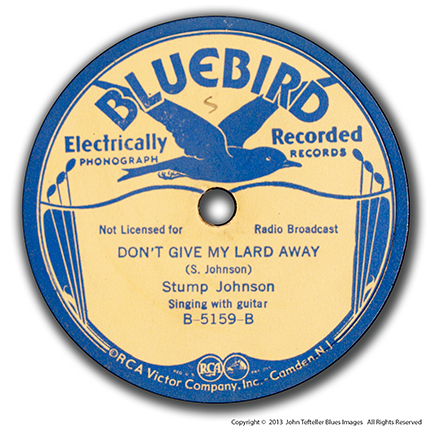 BLUEBIRD
Electrically Recorded
PHONOGRAPH RECORDS
Not Licensed for Radio Broadcast
DON'T GIVE MY LARD AWAY
(S. Johnson)
Stump Johnson
Singing with guitar
B-5159-B
RCA
©RCA Victor Company, Inc. - Camden, N.J.
Copyright © 2013 John Tefteller Blues Images All Rights Reserved